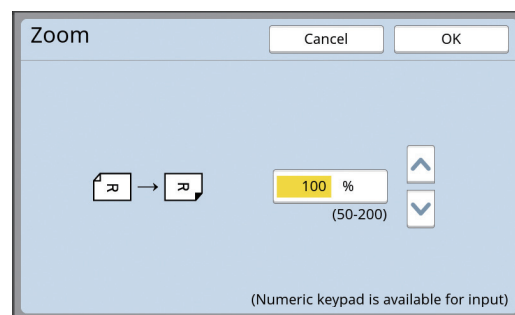 Zoom
Cancel
OK
R → R
100 %
(50-200)
(Numeric keypad is available for input)